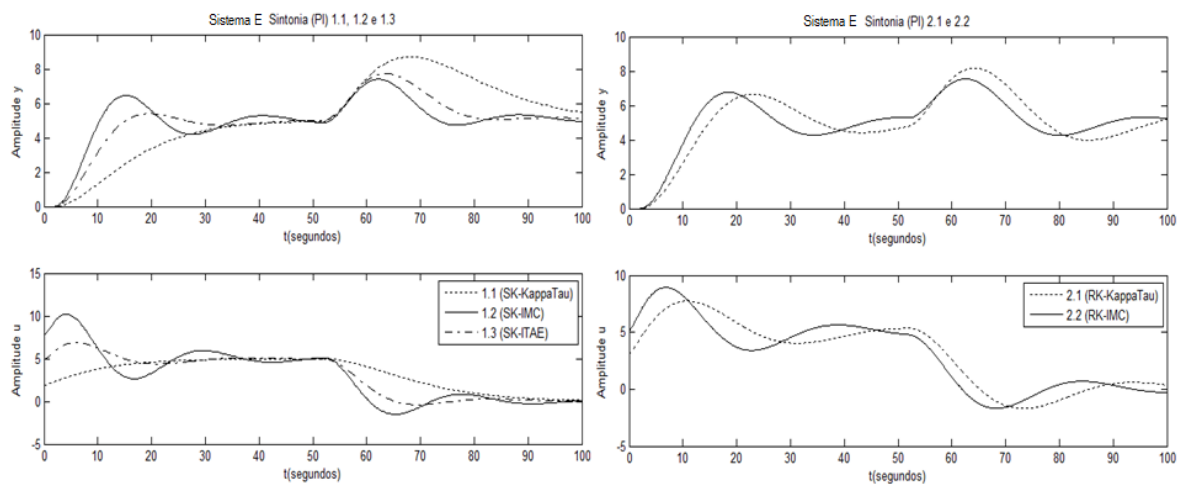 Sistema E Sintonia (PI) 1.1, 1.2 e 1.3
10
8
6
4
2
0
Amplitude y
0 10 20 30 40 50 60 70 80 90 100
t(segundos)
15
10
5
0
-5
Amplitude u
1.1 (SK-KappaTau)
1.2 (SK-IMC)
1.3 (SK-ITAE)
0 10 20 30 40 50 60 70 80 90 100
t(segundos)
Sistema E Sintonia (PI) 2.1 e 2.2
10
8
6
4
2
0
Amplitude y
0 10 20 30 40 50 60 70 80 90 100
t(segundos)
10
5
0
-5
Amplitude u
2.1 (RK-KappaTau)
2.2 (RK-IMC)
0 10 20 30 40 50 60 70 80 90 100
t(segundos)